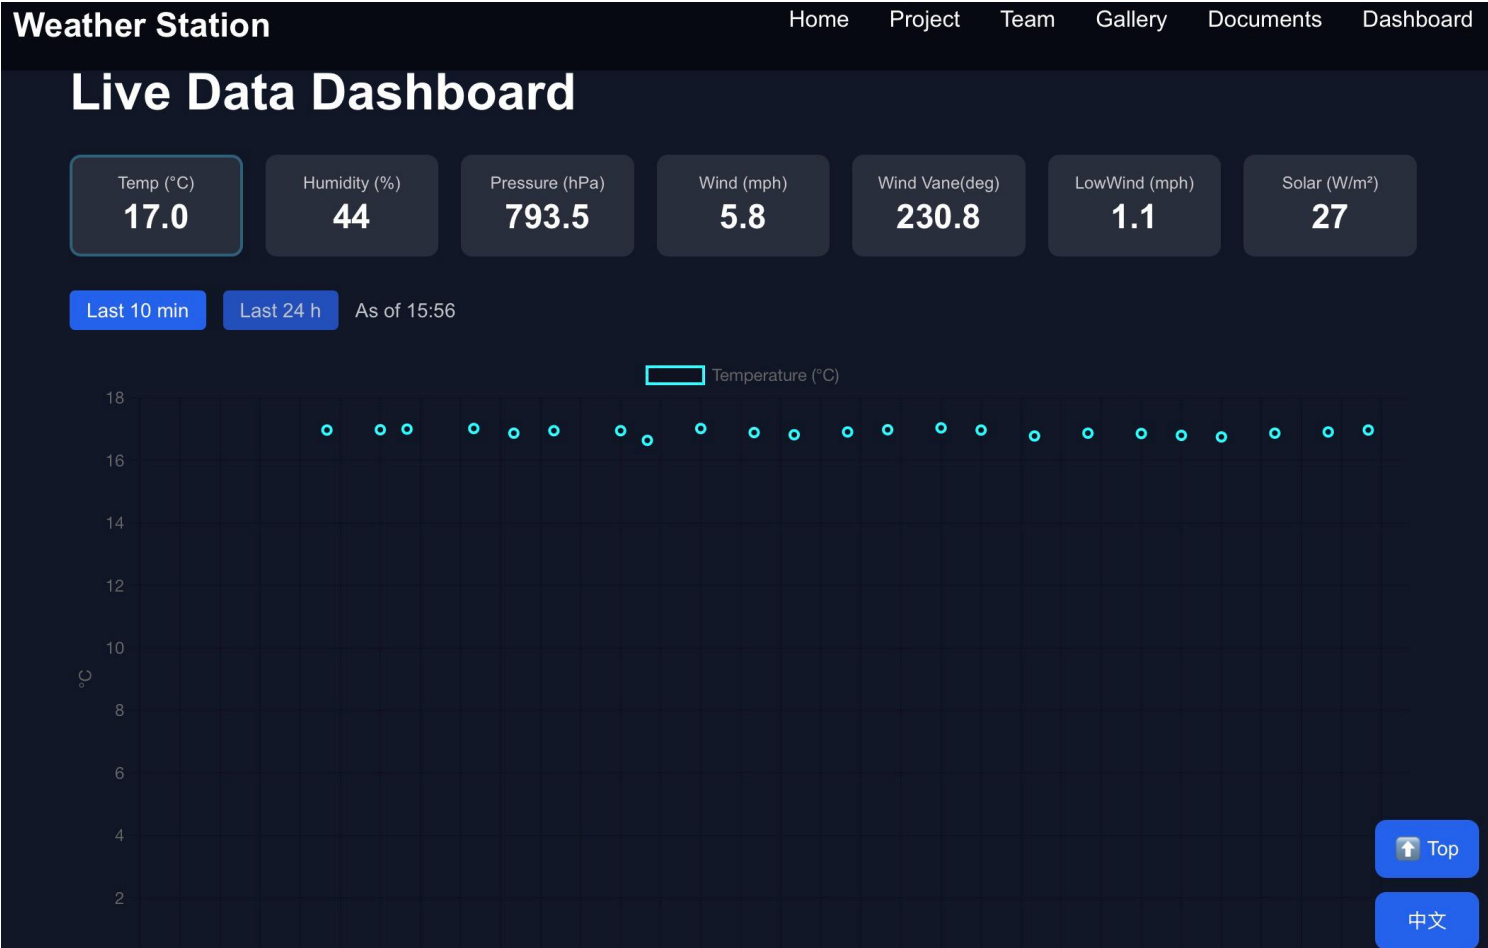 Weather Station
Home Project Team Gallery Documents Dashboard
Live Data Dashboard
Temp (°C) Humidity (%) Pressure (hPa) Wind (mph) Wind Vane(deg) LowWind (mph) Solar (W/m²)
17.0 44 793.5 5.8 230.8 1.1 27
Last 10 min Last 24 h As of 15:56
Temperature (°C)
18
16
14
12
10
°C
8
6
4
2
Top
中文